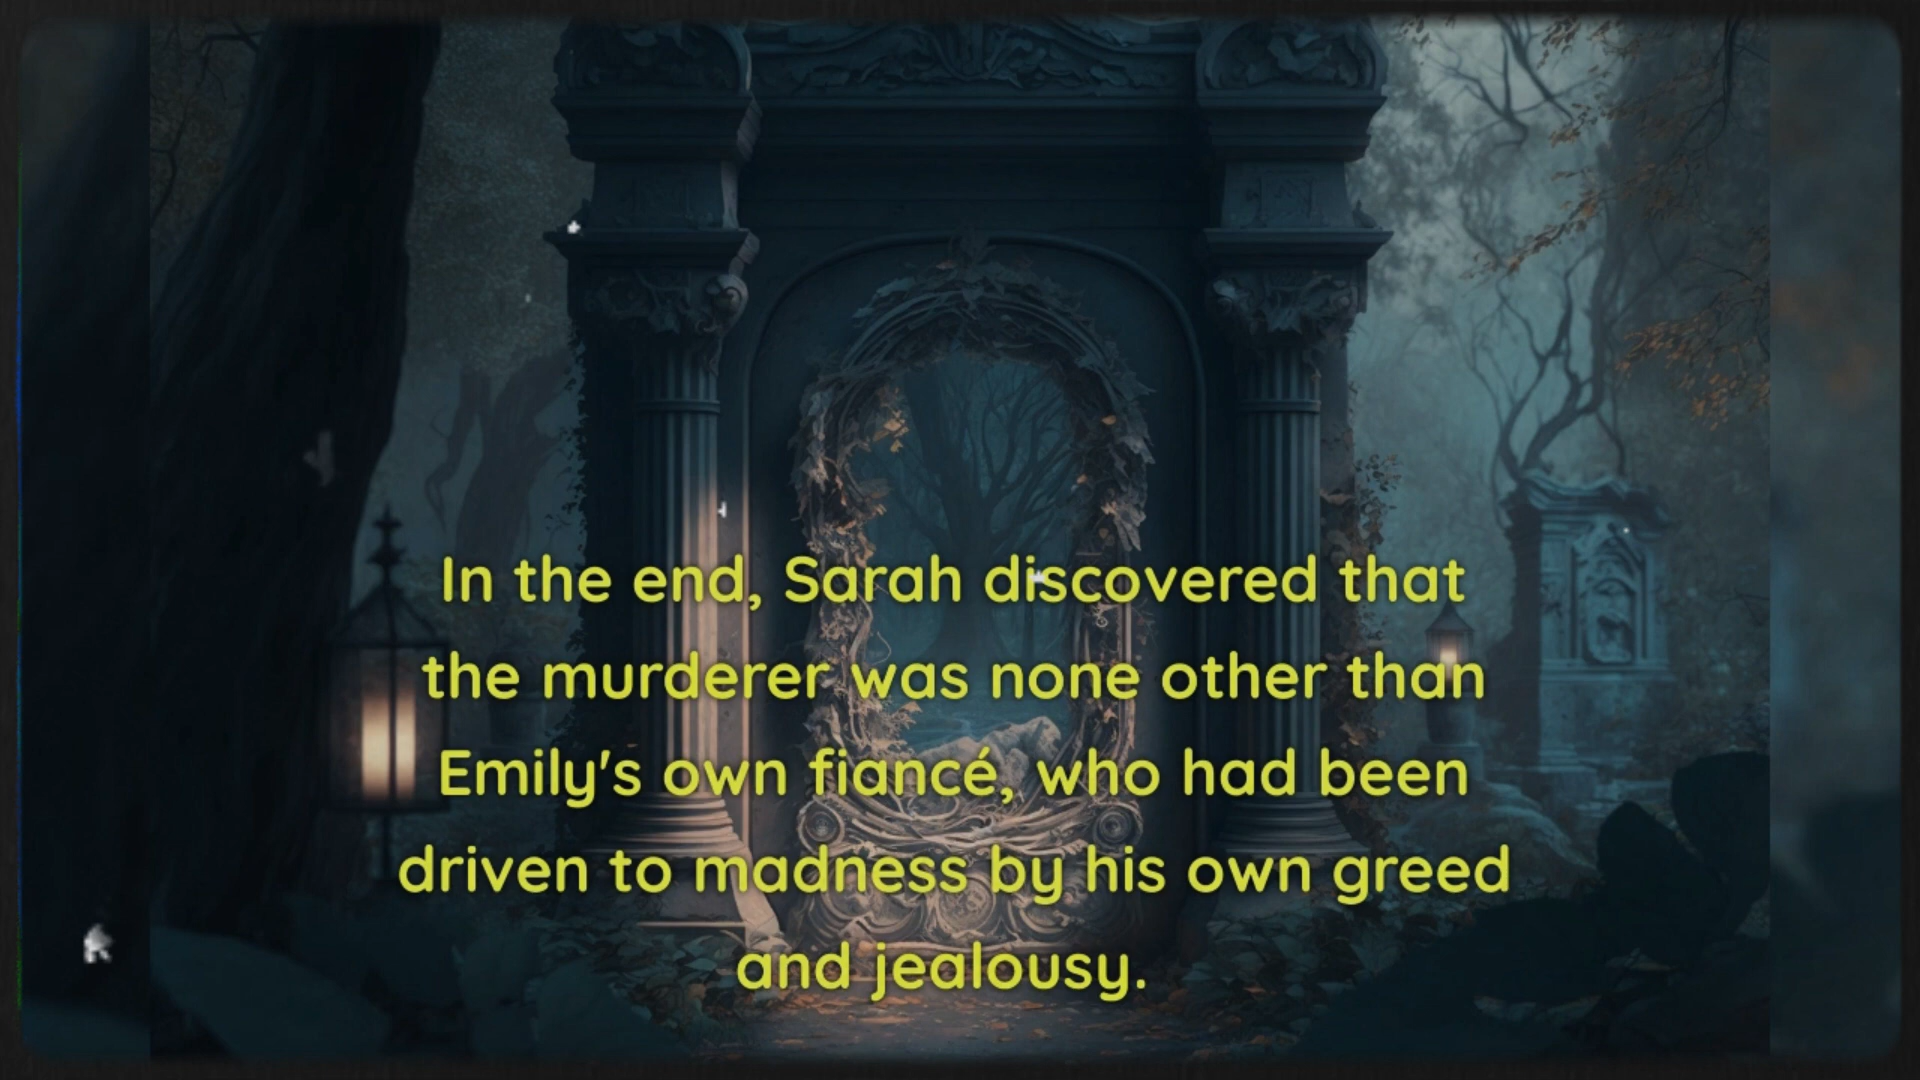 In the end, Sarah discovered that
the murderer was none other than
Emily's own fiancé, who had been
driven to madness by his own greed
and jealousy.